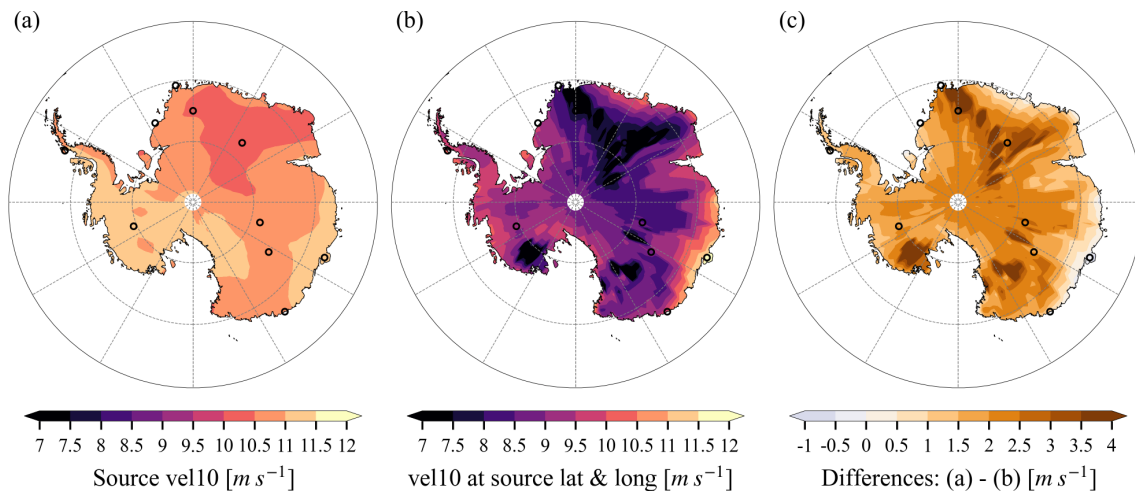 (a)
(b)
(c)
7 7.5 8 8.5 9 9.5 10 10.5 11 11.5 12
7 7.5 8 8.5 9 9.5 10 10.5 11 11.5 12
-1 -0.5 0 0.5 1 1.5 2 2.5 3 3.5 4
Source vel10 [m s⁻¹]
vel10 at source lat & long [m s⁻¹]
Differences: (a) - (b) [m s⁻¹]